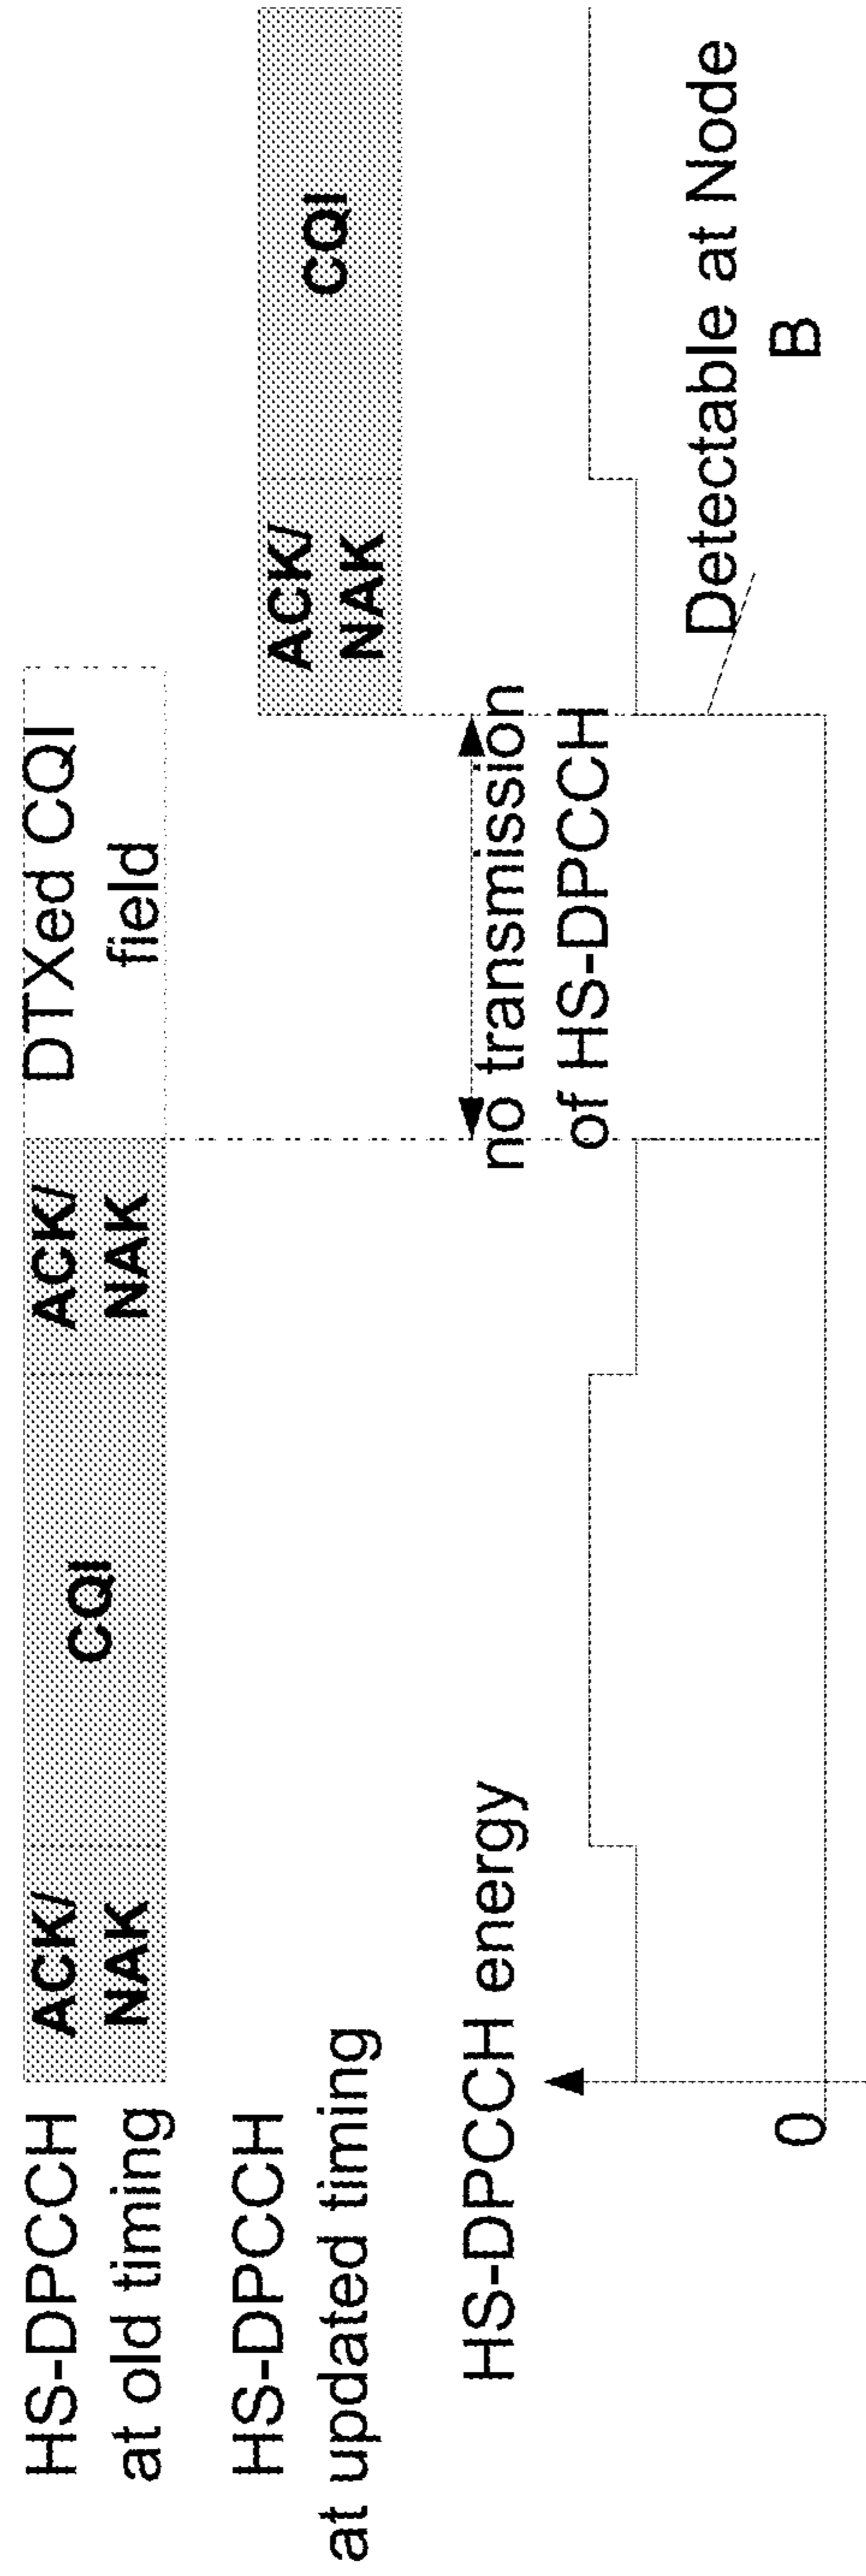 HS-DPCCH
at old timing
ACK/
NAK
CQI
ACK/
NAK
DTXed CQI
field
HS-DPCCH
at updated timing
ACK/
NAK
CQI
HS-DPCCH energy
no transmission
of HS-DPCCH
Detectable at Node
B
0